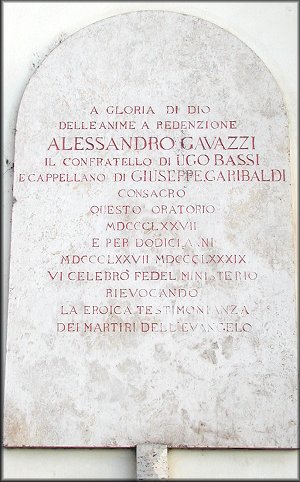 A GLORIA DI DIO
DELLE ANIME A REDENZIONE
ALESSANDRO GAVAZZI
IL CONFRATELLO DI UGO BASSI
E CAPPELLANO DI GIUSEPPE GARIBALDI
CONSACRÒ
QUESTO ORATORIO
MDCCCLXXVII
E PER DODICI ANNI
MDCCCLXXVII MDCCCLXXXIX
VI CELEBRÒ FEDEL MINISTERIO
RIEVOCANDO
LA EROICA TESTIMONIANZA
DEI MARTIRI DELL'EVANGELO